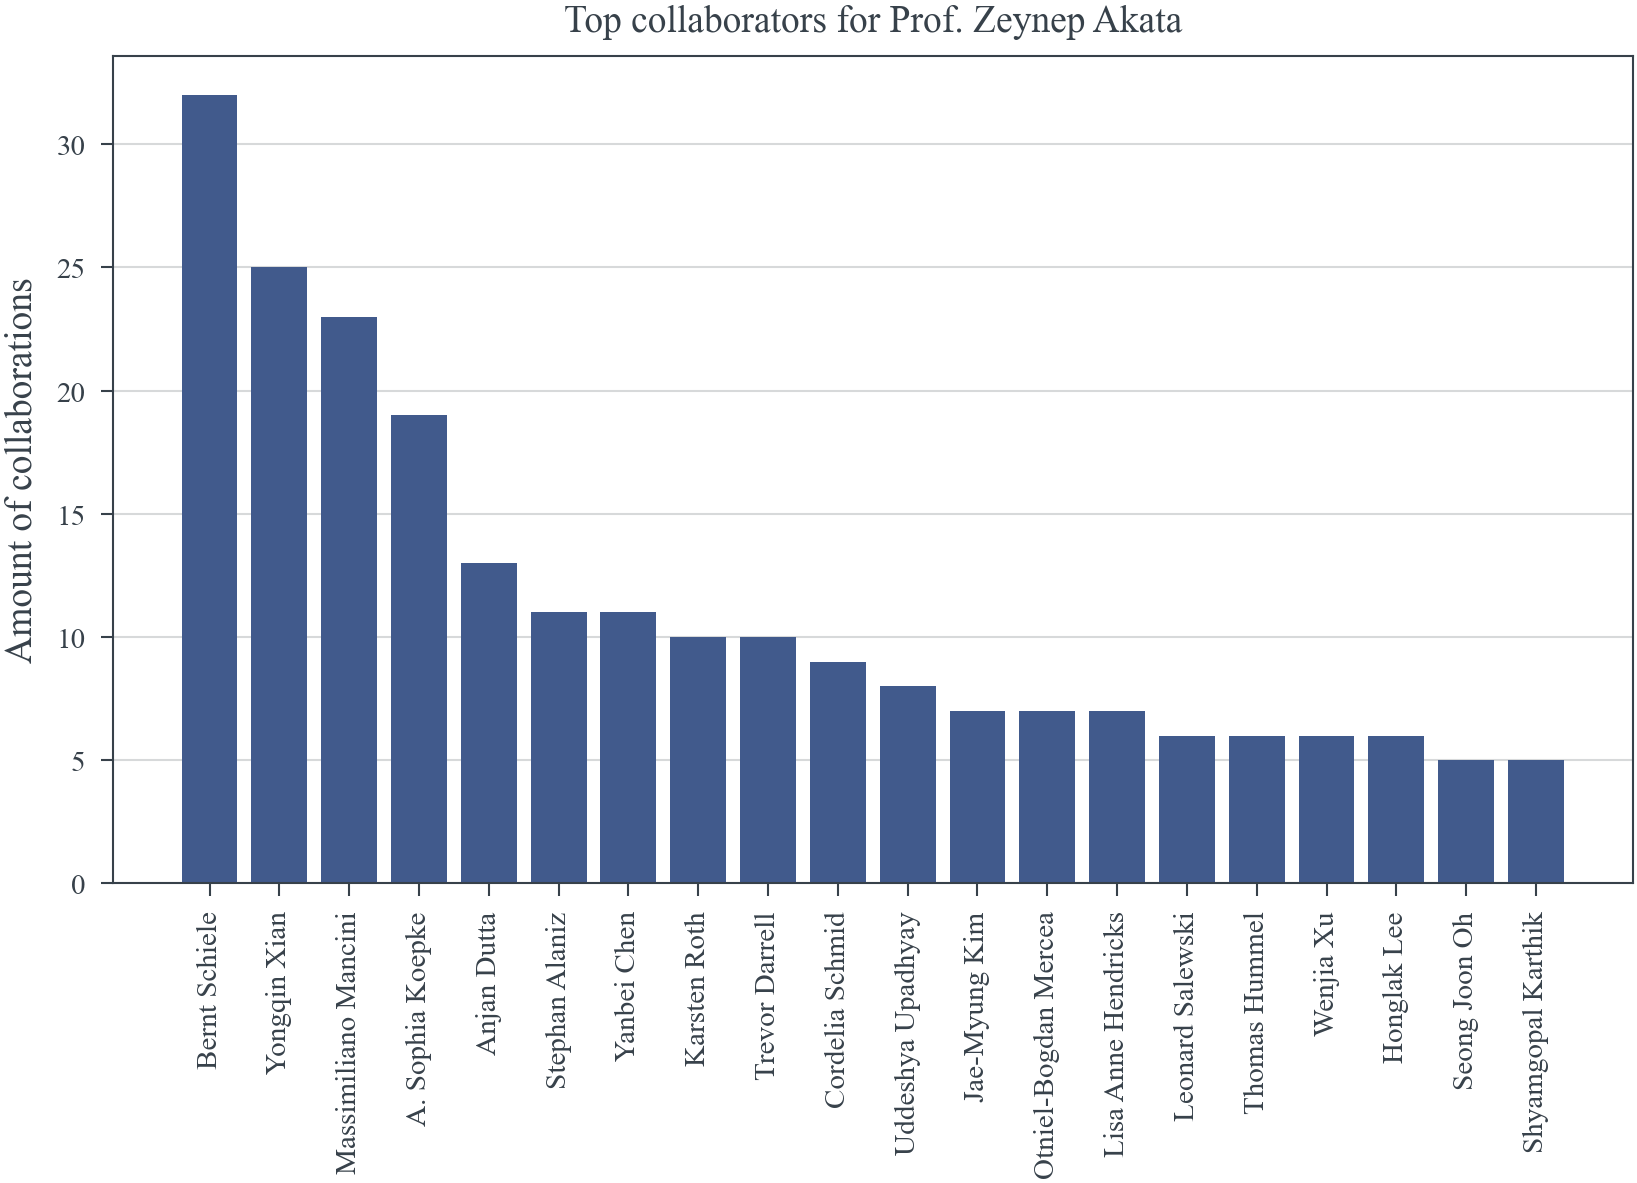 Top collaborators for Prof. Zeynep Akata
Amount of collaborations
30
25
20
15
10
5
0
Bernt Schiele
Yongqin Xian
Massimiliano Mancini
A. Sophia Koepke
Anjan Dutta
Stephan Alaniz
Yanbei Chen
Karsten Roth
Trevor Darrell
Cordelia Schmid
Uddeshya Upadhyay
Jae-Myung Kim
Otniel-Bogdan Mercea
Lisa Anne Hendricks
Leonard Salewski
Thomas Hummel
Wenjia Xu
Honglak Lee
Seong Joon Oh
Shyamgopal Karthik